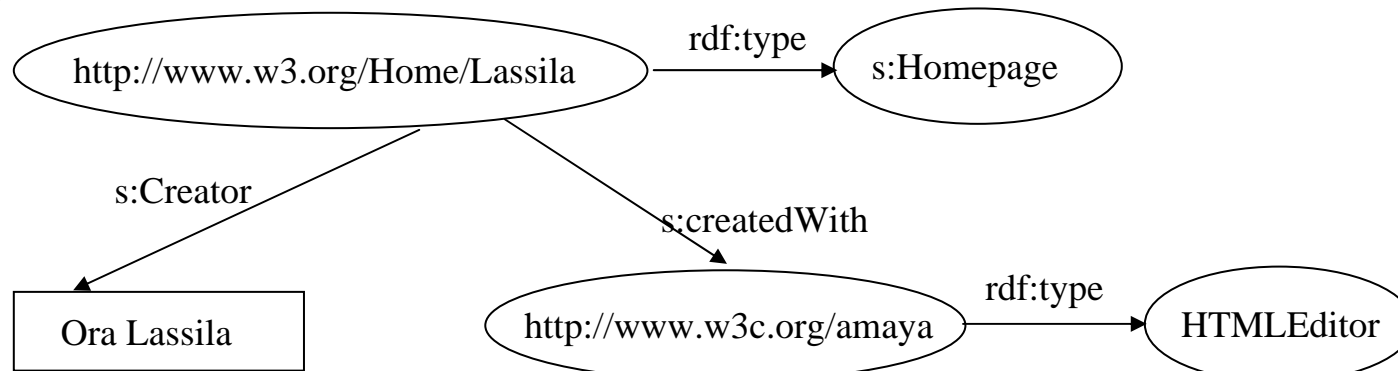 rdf:type
http://www.w3.org/Home/Lassila
s:Homepage
s:Creator
s:createdWith
rdf:type
Ora Lassila
http://www.w3c.org/amaya
HTMLEditor